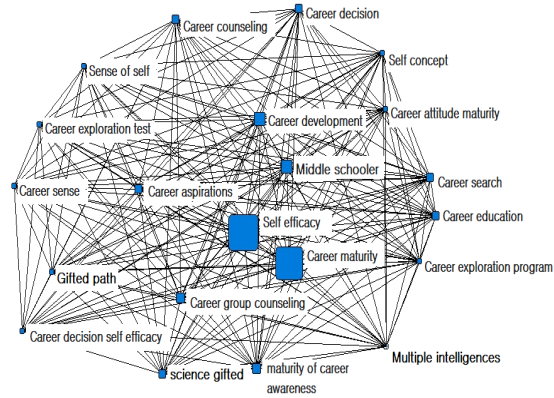 Career decision
Career counseling
Self concept
Sense of self
Career attitude maturity
Career development
Career exploration test
Middle schooler
Career search
Career sense
Career aspirations
Career education
Self efficacy
Career maturity
Career exploration program
Gifted path
Career group counseling
Career decision self efficacy
Multiple intelligences
science gifted
maturity of career
awareness